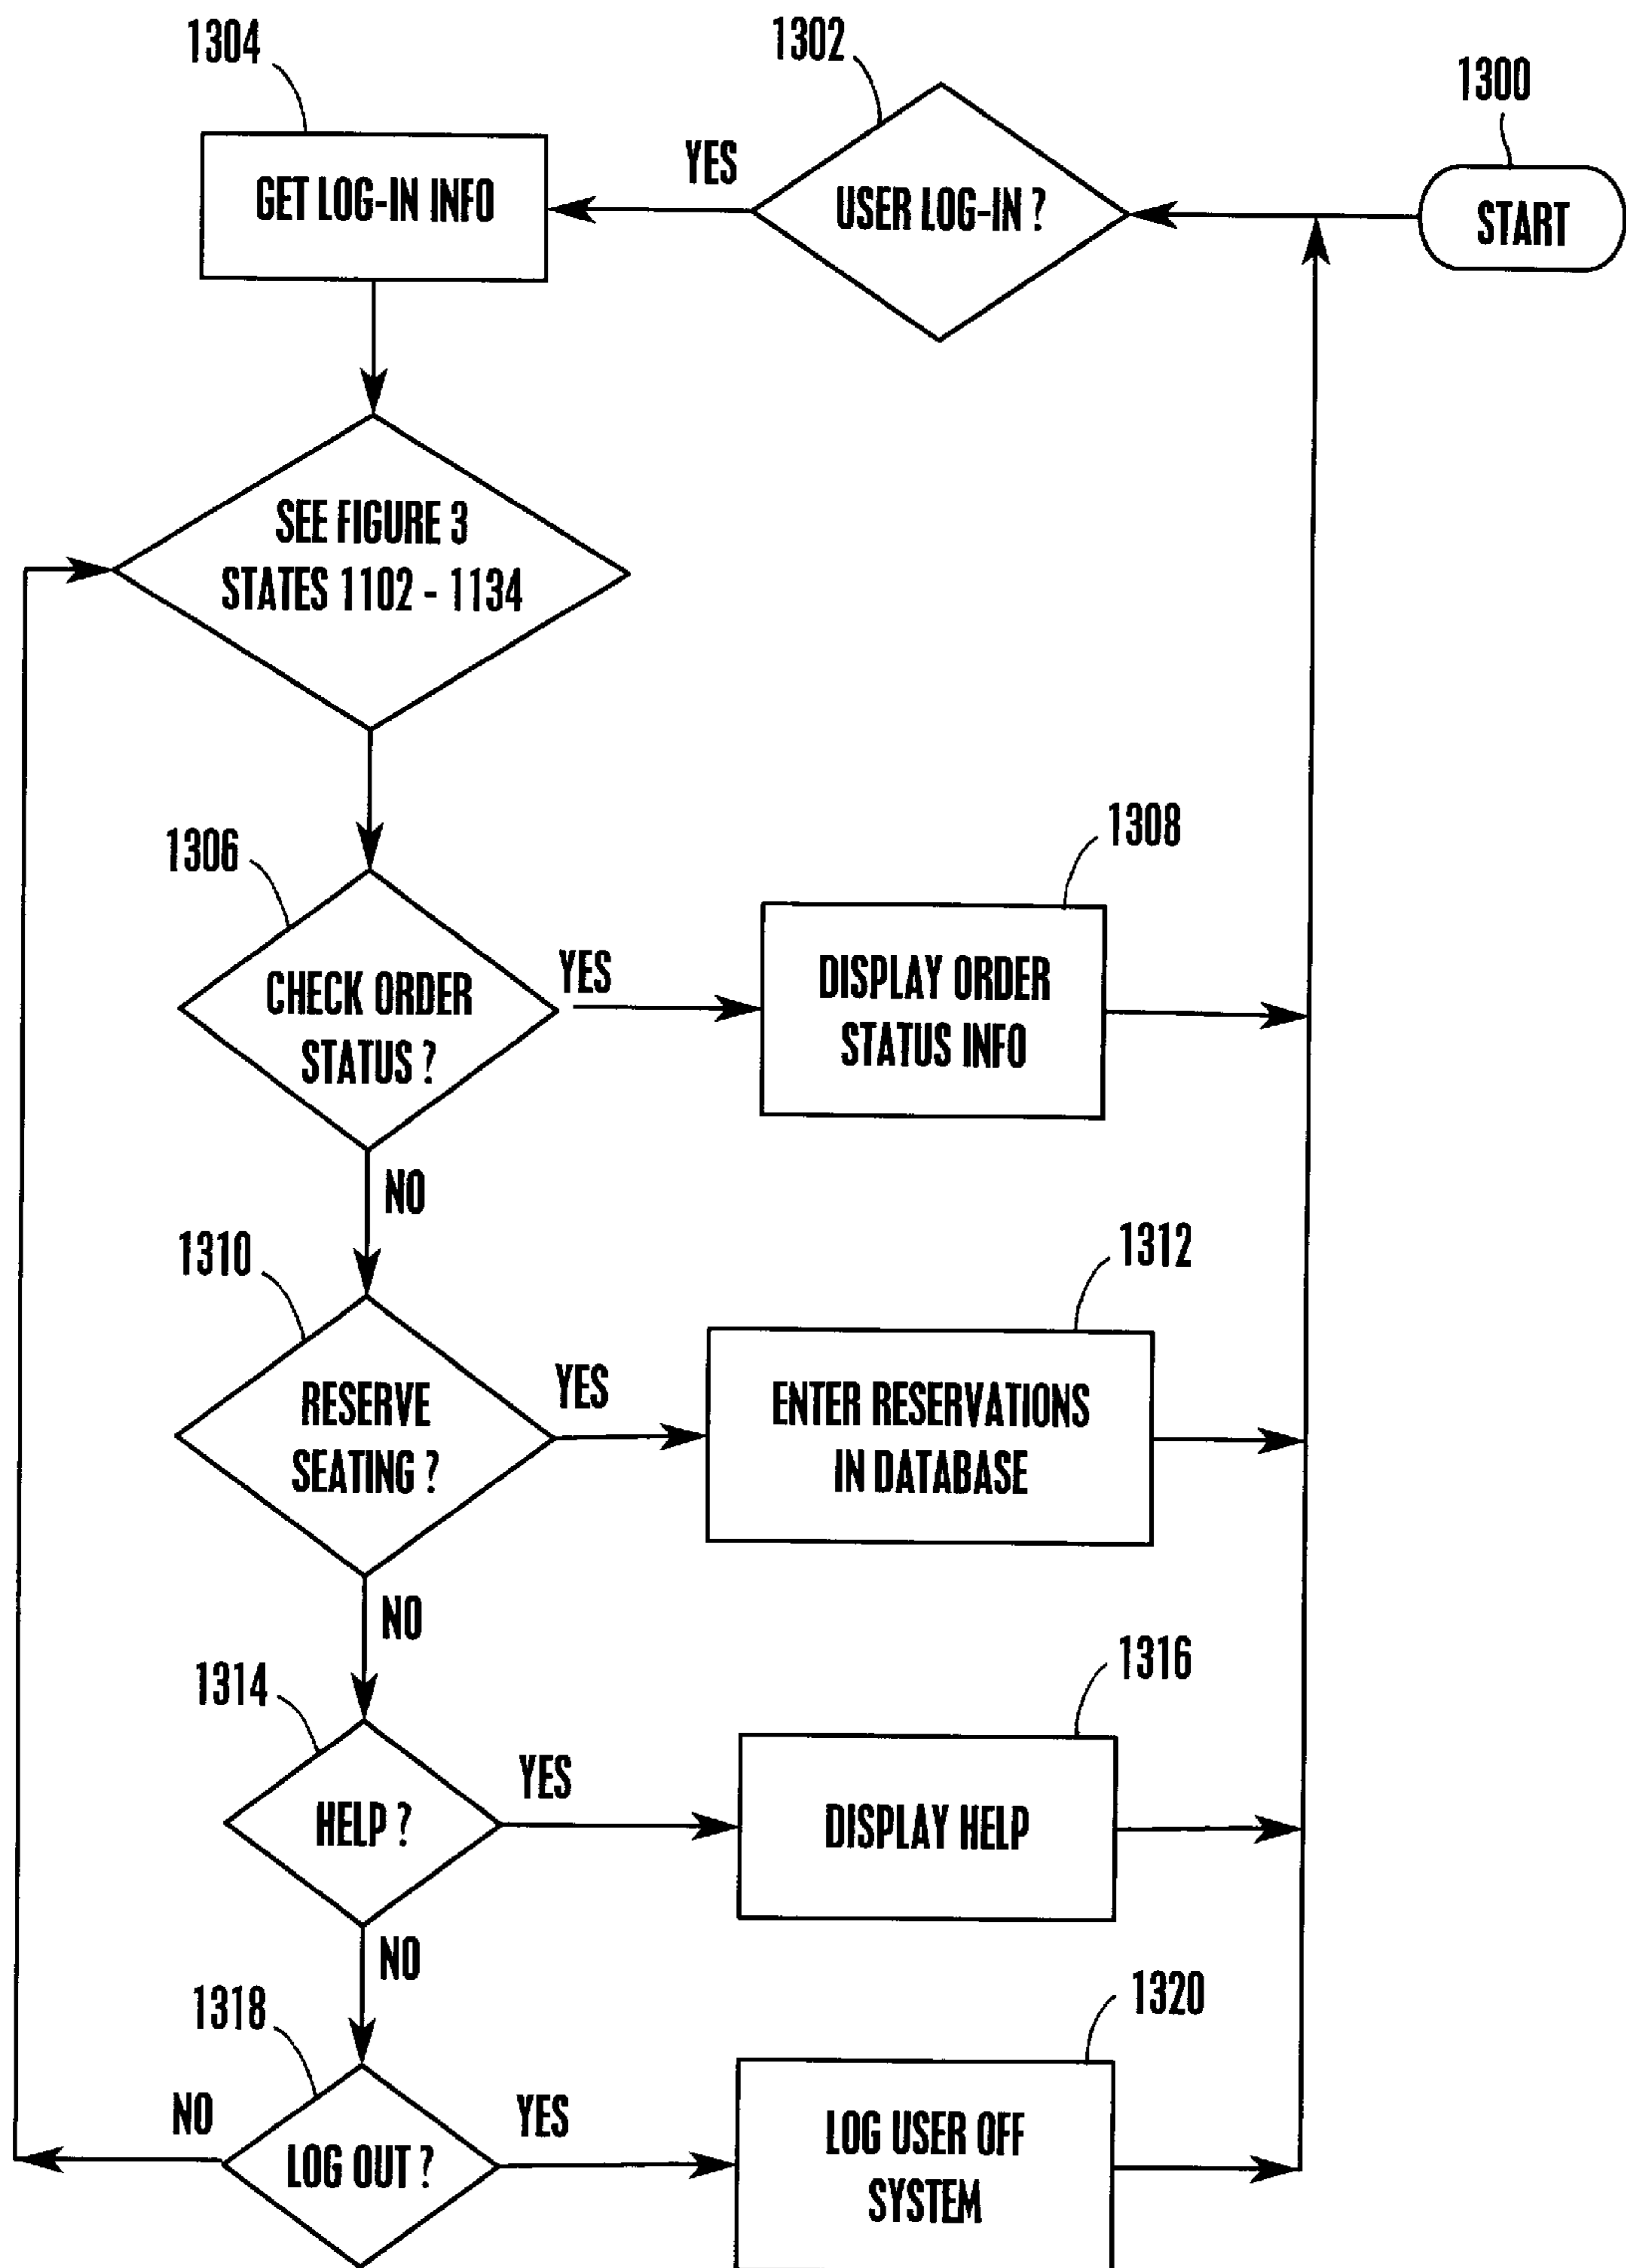 1304
1302
1300
GET LOG-IN INFO
YES
USER LOG-IN ?
START
SEE FIGURE 3
STATES 1102 - 1134
1306
1308
CHECK ORDER
STATUS ?
YES
DISPLAY ORDER
STATUS INFO
NO
1310
1312
RESERVE
SEATING ?
YES
ENTER RESERVATIONS
IN DATABASE
NO
1314
1316
HELP ?
YES
DISPLAY HELP
NO
1318
1320
NO
LOG OUT ?
YES
LOG USER OFF
SYSTEM